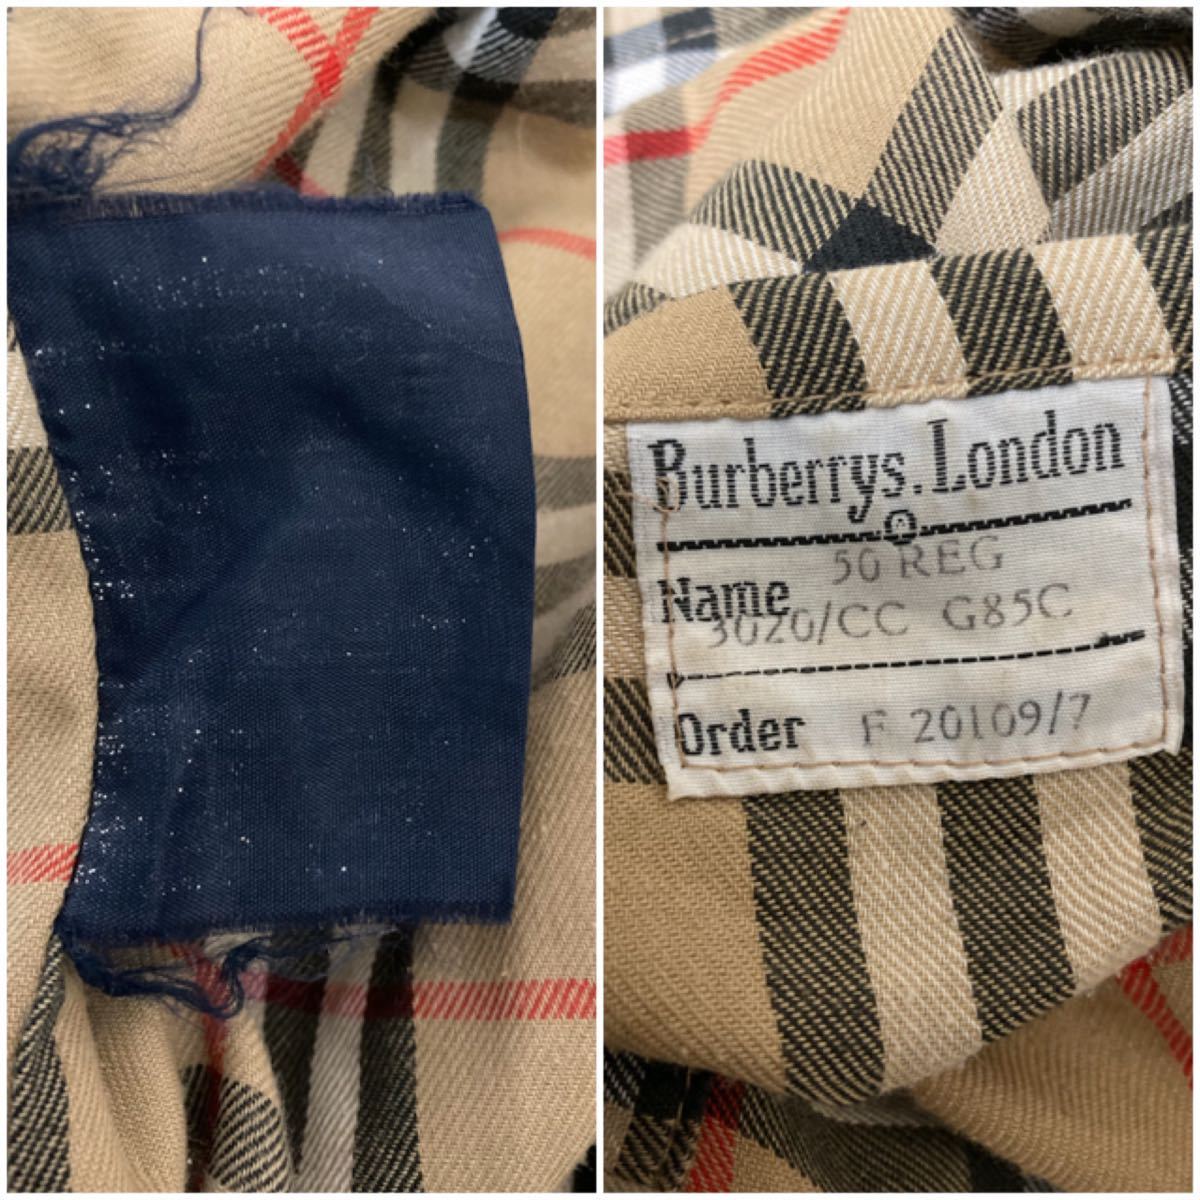 Burberrys. London
50 REG
Name
3020/CC G85C
Order F 20109/7